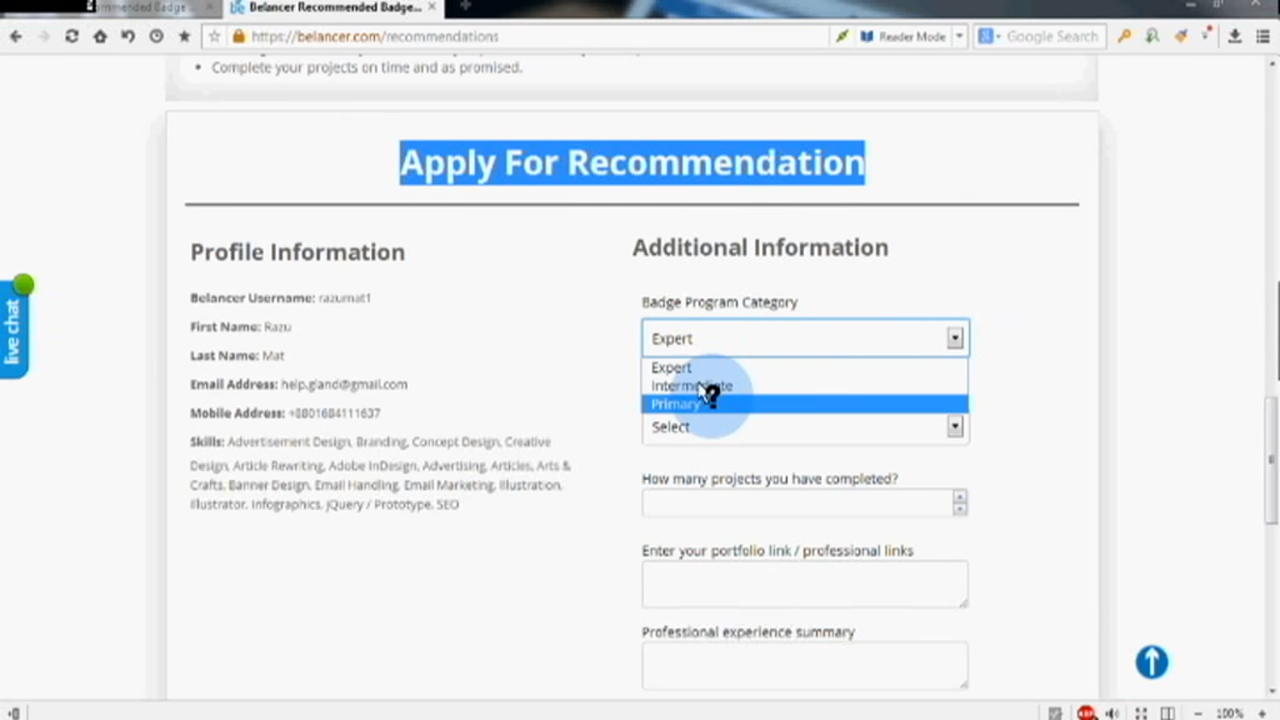 ommended Badge ...
Belancer Recommended Badge...
https://belancer.com/recommendations
Reader Mode
Google Search
Complete your projects on time and as promised.
Apply For Recommendation
Profile Information
Belancer Username: razumat1
First Name: Razu
Last Name: Mat
Email Address: help.gland@gmail.com
Mobile Address: +8801684111637
Skills: Advertisement Design, Branding, Concept Design, Creative
Design, Article Rewriting, Adobe InDesign, Advertising, Articles, Arts &
Crafts, Banner Design, Email Handling, Email Marketing, Illustration,
Illustrator, Infographics, jQuery / Prototype, SEO
Additional Information
Badge Program Category
Expert
Expert
Intermediate
Primary
Select
How many projects you have completed?
Enter your portfolio link / professional links
Professional experience summary
live chat
ABP
100%